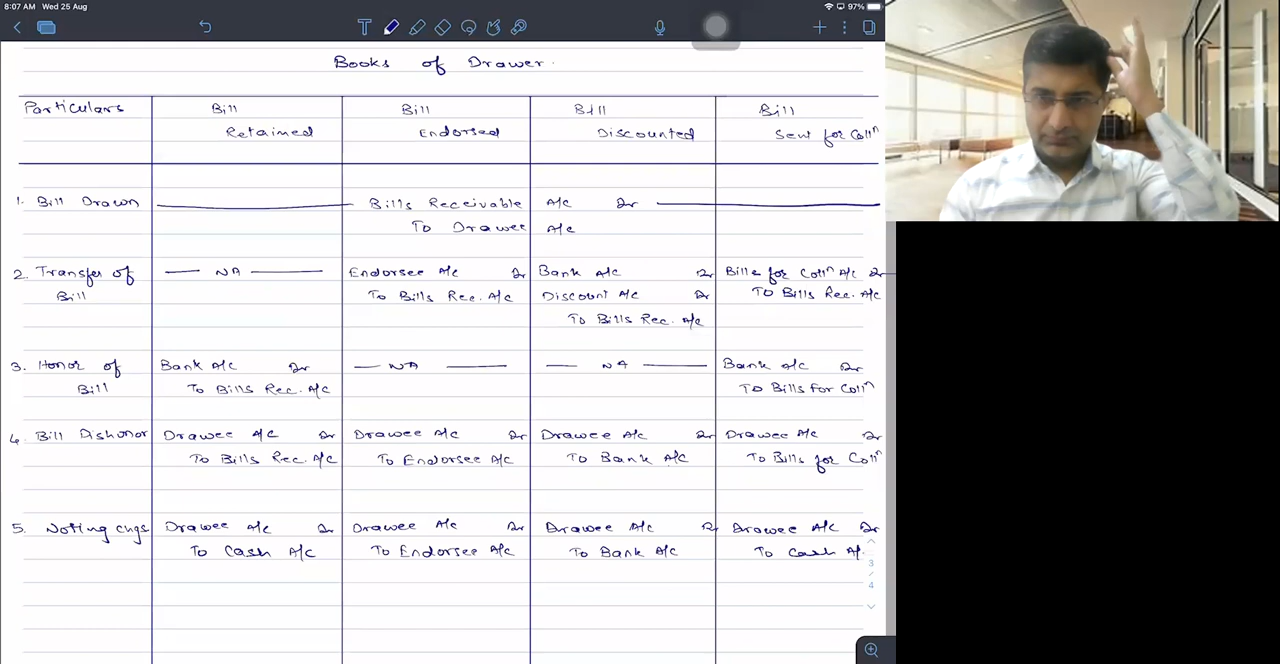 8:07 AM Wed 25 Aug
97%
Books of Drawer.
Particulars
Bill
Retained
Bill
Endorsed
Bill
Discounted
Bill
Sent for Collⁿ
1. Bill Drawn
Bills Receivable A/c Dr
To Drawee A/c
2. Transfer of
Bill
NA
Endorsee A/c Dr
To Bills Rec. A/c
Bank A/c Dr
Discount A/c Dr
To Bills Rec. A/c
Bills for Collⁿ A/c Dr
To Bills Rec. A/c
3. Honor of
Bill
Bank A/c Dr
To Bills Rec. A/c
NA
NA
Bank A/c Dr
To Bills for Collⁿ
4. Bill Dishonor
Drawee A/c Dr
To Bills Rec. A/c
Drawee A/c Dr
To Endorsee A/c
Drawee A/c Dr
To Bank A/c
Drawee A/c Dr
To Bills for Collⁿ
5. Noting chgs
Drawee A/c Dr
To Cash A/c
Drawee A/c Dr
To Endorsee A/c
Drawee A/c Dr
To Bank A/c
Drawee A/c Dr
To Cash A/
3
/
4